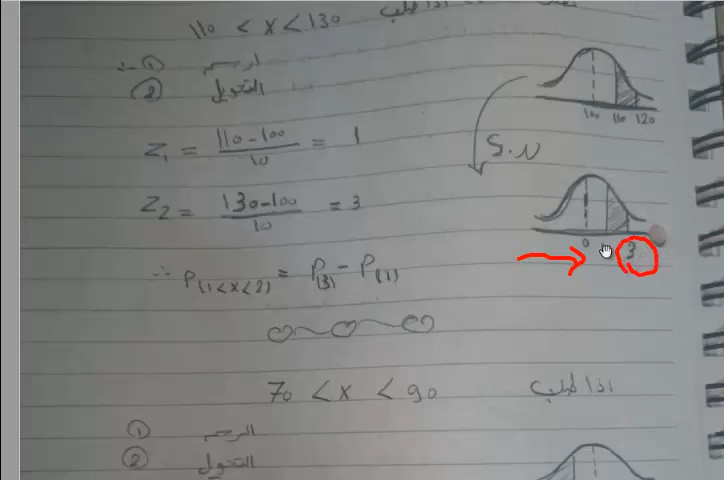 اذا طلب 110 < x < 130
① الرسم
② التحويل
100 110 120
Z₁ = 110-100/10 = 1
S.N
Z₂ = 130-100/10 = 3
0 3
∴ P(1<x<2) = P(3) - P(1)
اذا طلب 70 < x < 90
① الرسم
② التحويل